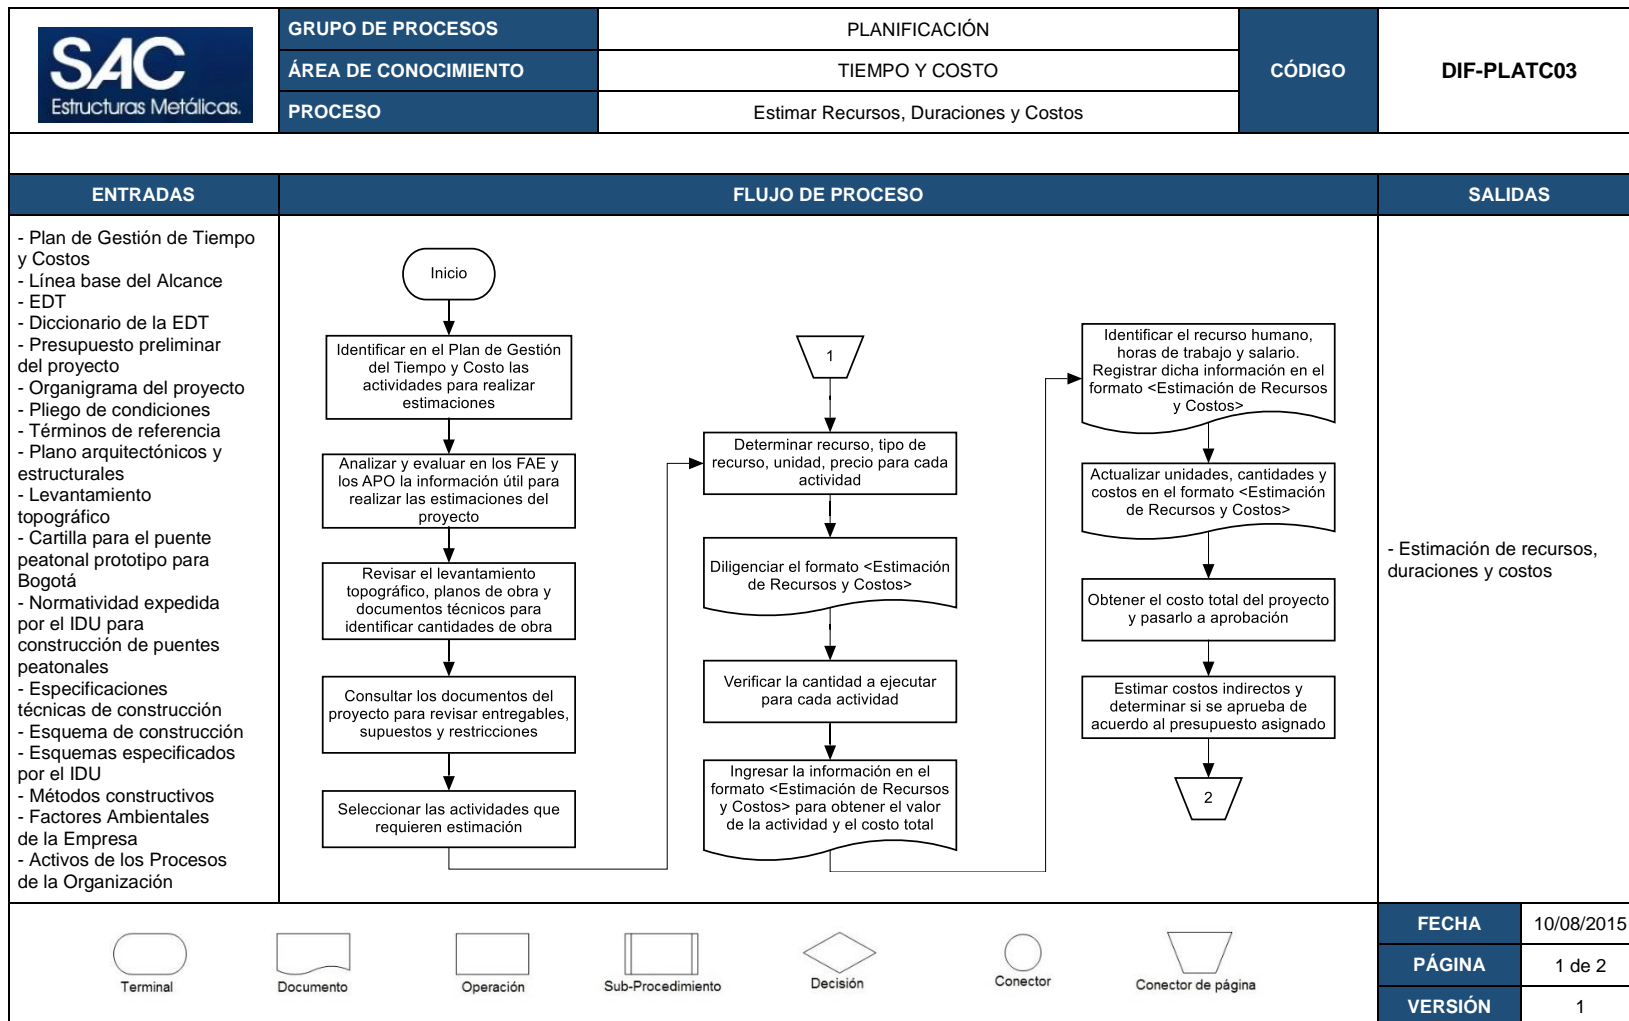 SAC
Estructuras Metálicas.
GRUPO DE PROCESOS
PLANIFICACIÓN
ÁREA DE CONOCIMIENTO
TIEMPO Y COSTO
PROCESO
Estimar Recursos, Duraciones y Costos
CÓDIGO
DIF-PLATC03
ENTRADAS
FLUJO DE PROCESO
SALIDAS
- Plan de Gestión de Tiempo
y Costos
- Línea base del Alcance
- EDT
- Diccionario de la EDT
- Presupuesto preliminar
del proyecto
- Organigrama del proyecto
- Pliego de condiciones
- Términos de referencia
- Plano arquitectónicos y
estructurales
- Levantamiento
topográfico
- Cartilla para el puente
peatonal prototipo para
Bogotá
- Normatividad expedida
por el IDU para
construcción de puentes
peatonales
- Especificaciones
técnicas de construcción
- Esquema de construcción
- Esquemas especificados
por el IDU
- Métodos constructivos
- Factores Ambientales
de la Empresa
- Activos de los Procesos
de la Organización
Inicio
Identificar en el Plan de Gestión
del Tiempo y Costo las
actividades para realizar
estimaciones
Analizar y evaluar en los FAE y
los APO la información útil para
realizar las estimaciones del
proyecto
Revisar el levantamiento
topográfico, planos de obra y
documentos técnicos para
identificar cantidades de obra
Consultar los documentos del
proyecto para revisar entregables,
supuestos y restricciones
Seleccionar las actividades que
requieren estimación
1
Determinar recurso, tipo de
recurso, unidad, precio para cada
actividad
Diligenciar el formato <Estimación
de Recursos y Costos>
Verificar la cantidad a ejecutar
para cada actividad
Ingresar la información en el
formato <Estimación de Recursos
y Costos> para obtener el valor
de la actividad y el costo total
Identificar el recurso humano,
horas de trabajo y salario.
Registrar dicha información en el
formato <Estimación de Recursos
y Costos>
Actualizar unidades, cantidades y
costos en el formato <Estimación
de Recursos y Costos>
Obtener el costo total del proyecto
y pasarlo a aprobación
Estimar costos indirectos y
determinar si se aprueba de
acuerdo al presupuesto asignado
2
- Estimación de recursos,
duraciones y costos
Terminal
Documento
Operación
Sub-Procedimiento
Decisión
Conector
Conector de página
FECHA
10/08/2015
PÁGINA
1 de 2
VERSIÓN
1